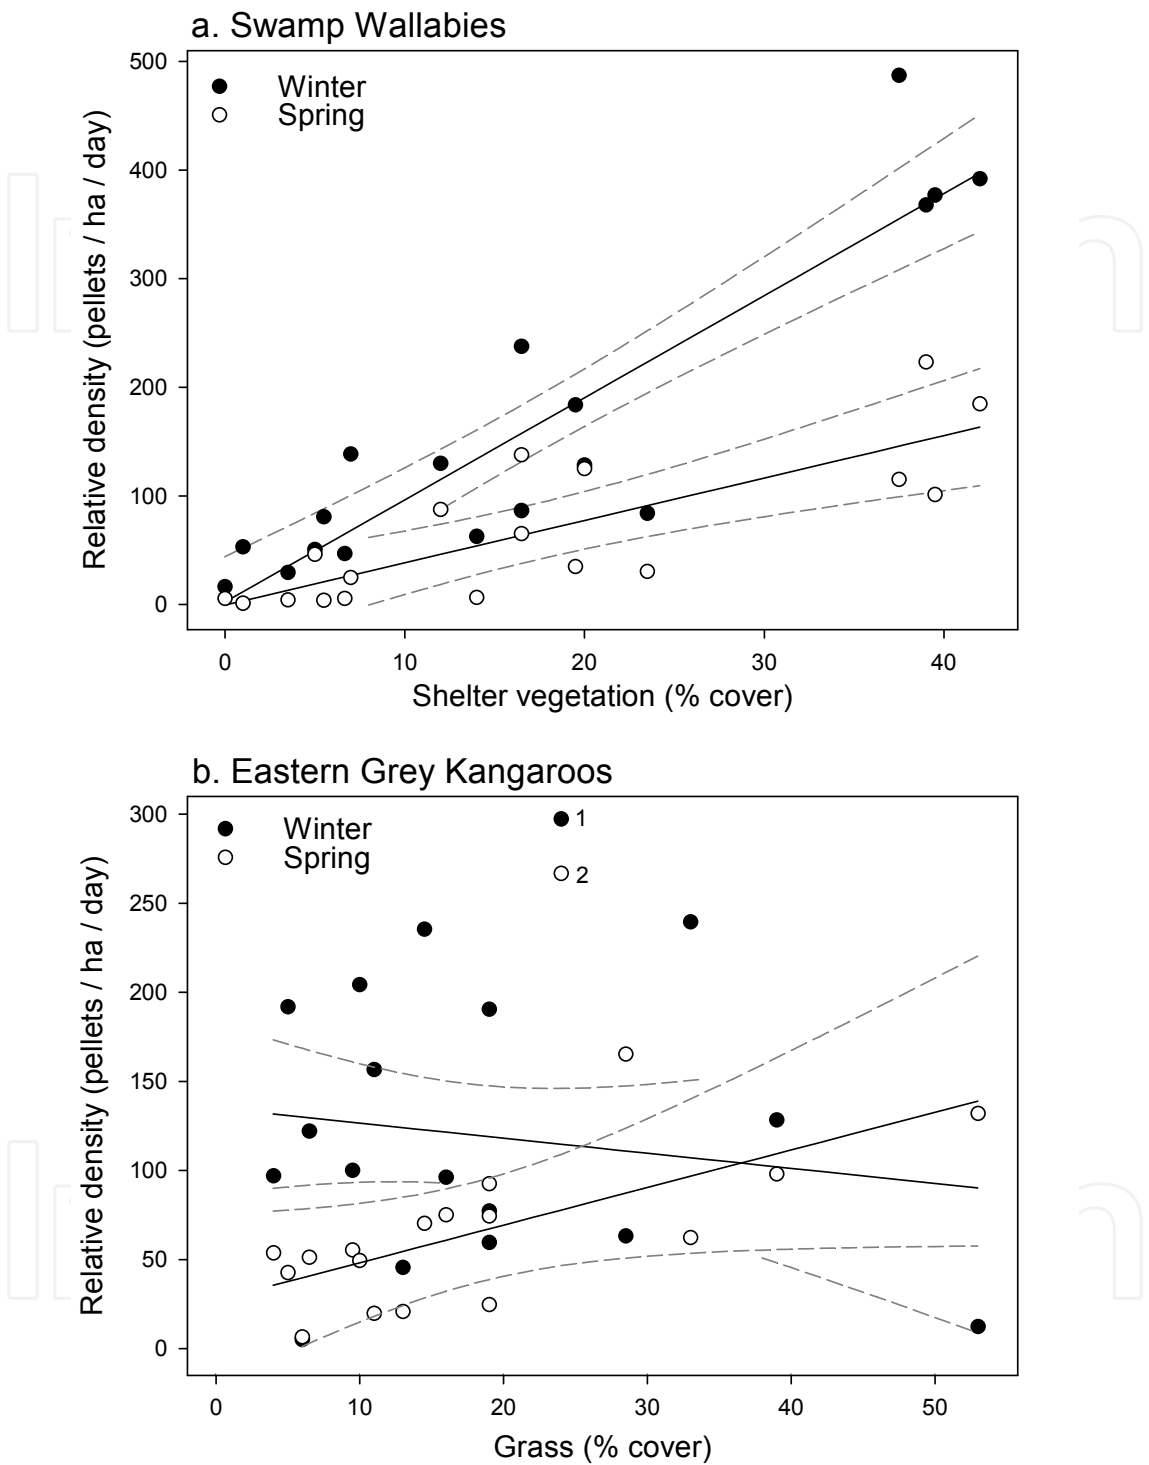 a. Swamp Wallabies
Relative density (pellets / ha / day)
500
400
300
200
100
0
Winter
Spring
0 10 20 30 40
Shelter vegetation (% cover)
b. Eastern Grey Kangaroos
Relative density (pellets / ha / day)
300
250
200
150
100
50
0
Winter
Spring
1
2
0 10 20 30 40 50
Grass (% cover)